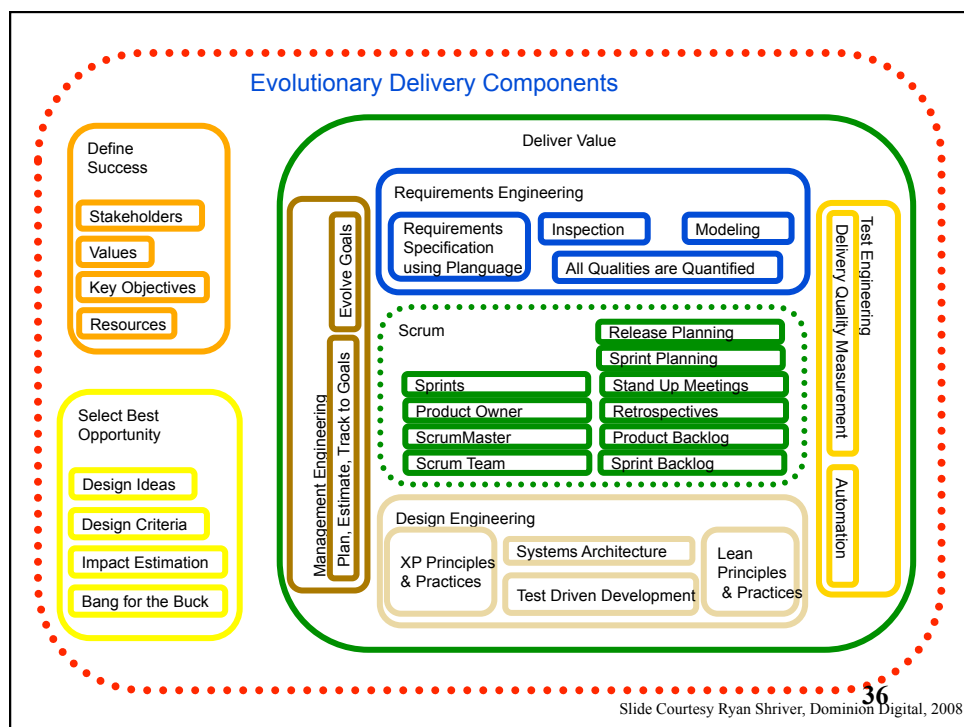 Evolutionary Delivery Components
Define
Success
Stakeholders
Values
Key Objectives
Resources
Select Best
Opportunity
Design Ideas
Design Criteria
Impact Estimation
Bang for the Buck
Deliver Value
Management Engineering
Evolve Goals
Plan, Estimate, Track to Goals
Requirements Engineering
Requirements
Specification
using Planguage
Inspection
Modeling
All Qualities are Quantified
Scrum
Sprints
Product Owner
ScrumMaster
Scrum Team
Release Planning
Sprint Planning
Stand Up Meetings
Retrospectives
Product Backlog
Sprint Backlog
Design Engineering
XP Principles
& Practices
Systems Architecture
Test Driven Development
Lean
Principles
& Practices
Test Engineering
Delivery Quality Measurement
Automation
36
Slide Courtesy Ryan Shriver, Dominion Digital, 2008